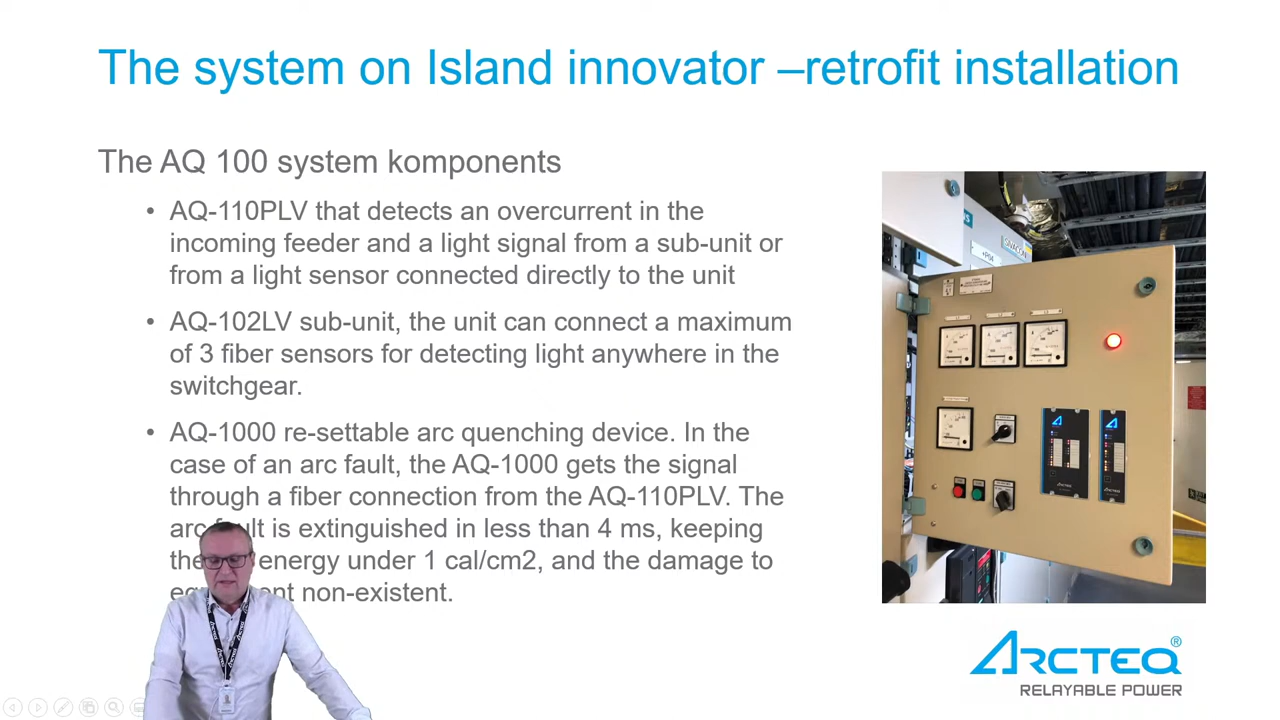 The system on Island innovator –retrofit installation
The AQ 100 system komponents
• AQ-110PLV that detects an overcurrent in the
incoming feeder and a light signal from a sub-unit or
from a light sensor connected directly to the unit
• AQ-102LV sub-unit, the unit can connect a maximum
of 3 fiber sensors for detecting light anywhere in the
switchgear.
• AQ-1000 re-settable arc quenching device. In the
case of an arc fault, the AQ-1000 gets the signal
through a fiber connection from the AQ-110PLV. The
arc fault is extinguished in less than 4 ms, keeping
the energy under 1 cal/cm2, and the damage to
equipment non-existent.
SIVACON
+P04
ARCTEQ
ARCTEQ®
RELAYABLE POWER